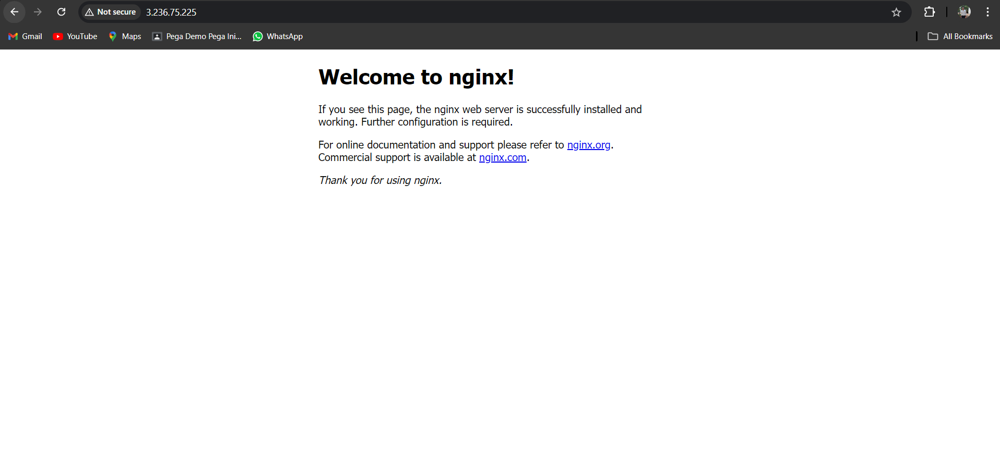 Not secure 3.236.75.225
Gmail YouTube Maps Pega Demo Pega Ini... WhatsApp All Bookmarks
Welcome to nginx!
If you see this page, the nginx web server is successfully installed and
working. Further configuration is required.
For online documentation and support please refer to nginx.org.
Commercial support is available at nginx.com.
Thank you for using nginx.